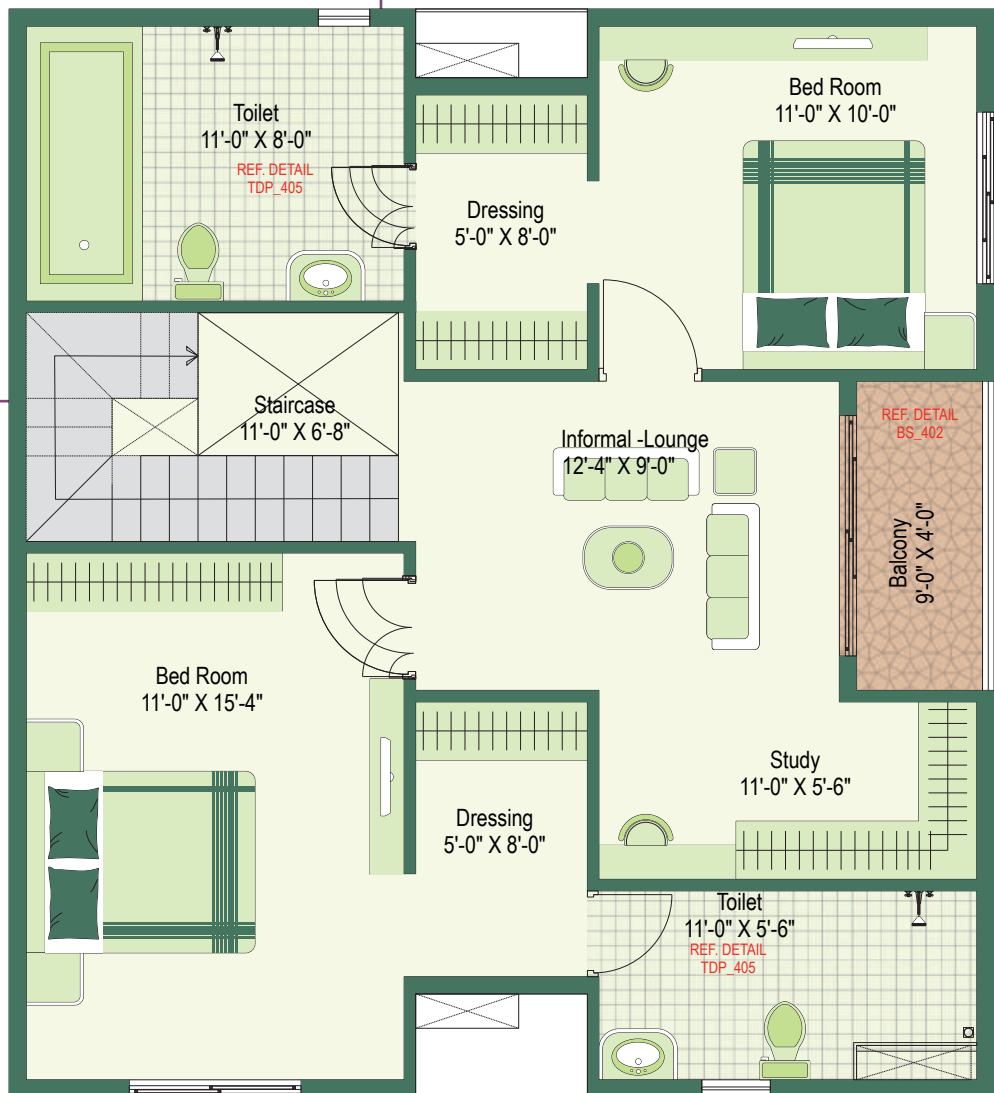 Toilet
11'-0" X 8'-0"
REF. DETAIL
TDP_405
Bed Room
11'-0" X 10'-0"
Dressing
5'-0" X 8'-0"
Staircase
11'-0" X 6'-8"
Informal -Lounge
12'-4" X 9'-0"
REF. DETAIL
BS_402
Balcony
9'-0" X 4'-0"
Bed Room
11'-0" X 15'-4"
Study
11'-0" X 5'-6"
Dressing
5'-0" X 8'-0"
Toilet
11'-0" X 5'-6"
REF. DETAIL
TDP_405